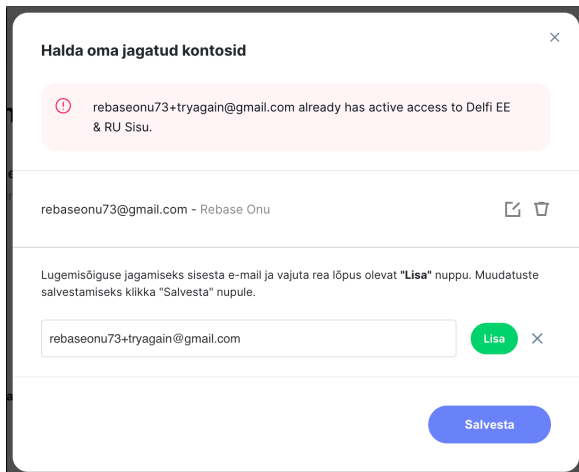 Halda oma jagatud kontosid
rebaseonu73+tryagain@gmail.com already has active access to Delfi EE
& RU Sisu.
rebaseonu73@gmail.com - Rebase Onu
Lugemisõiguse jagamiseks sisesta e-mail ja vajuta rea lõpus olevat "Lisa" nuppu. Muudatuste
salvestamiseks klikka "Salvesta" nupule.
rebaseonu73+tryagain@gmail.com
Lisa
Salvesta